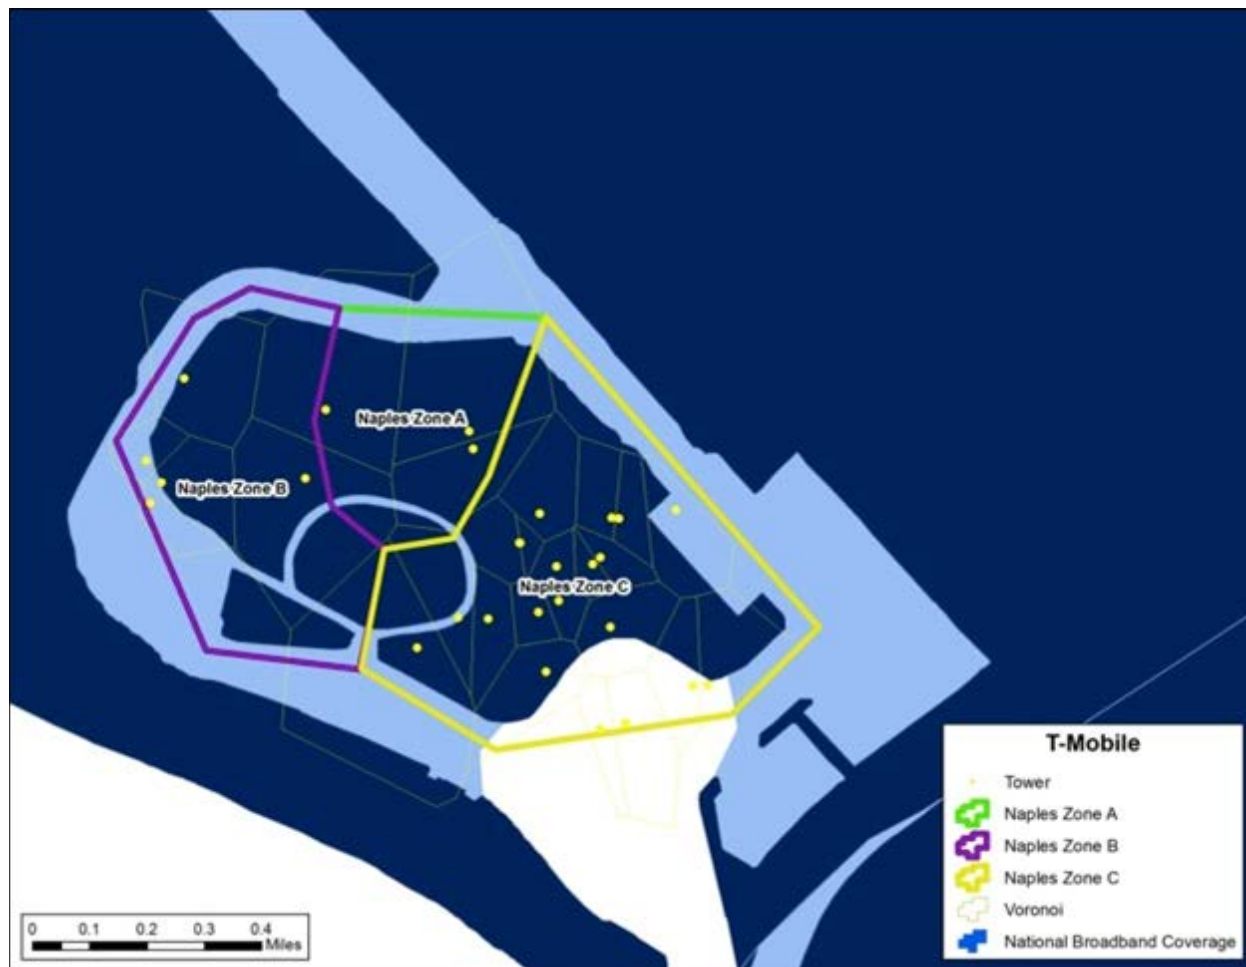 Naples Zone A
Naples Zone B
Naples Zone C
T-Mobile
Tower
Naples Zone A
Naples Zone B
Naples Zone C
Voronoi
National Broadband Coverage
0 0.1 0.2 0.3 0.4
Miles